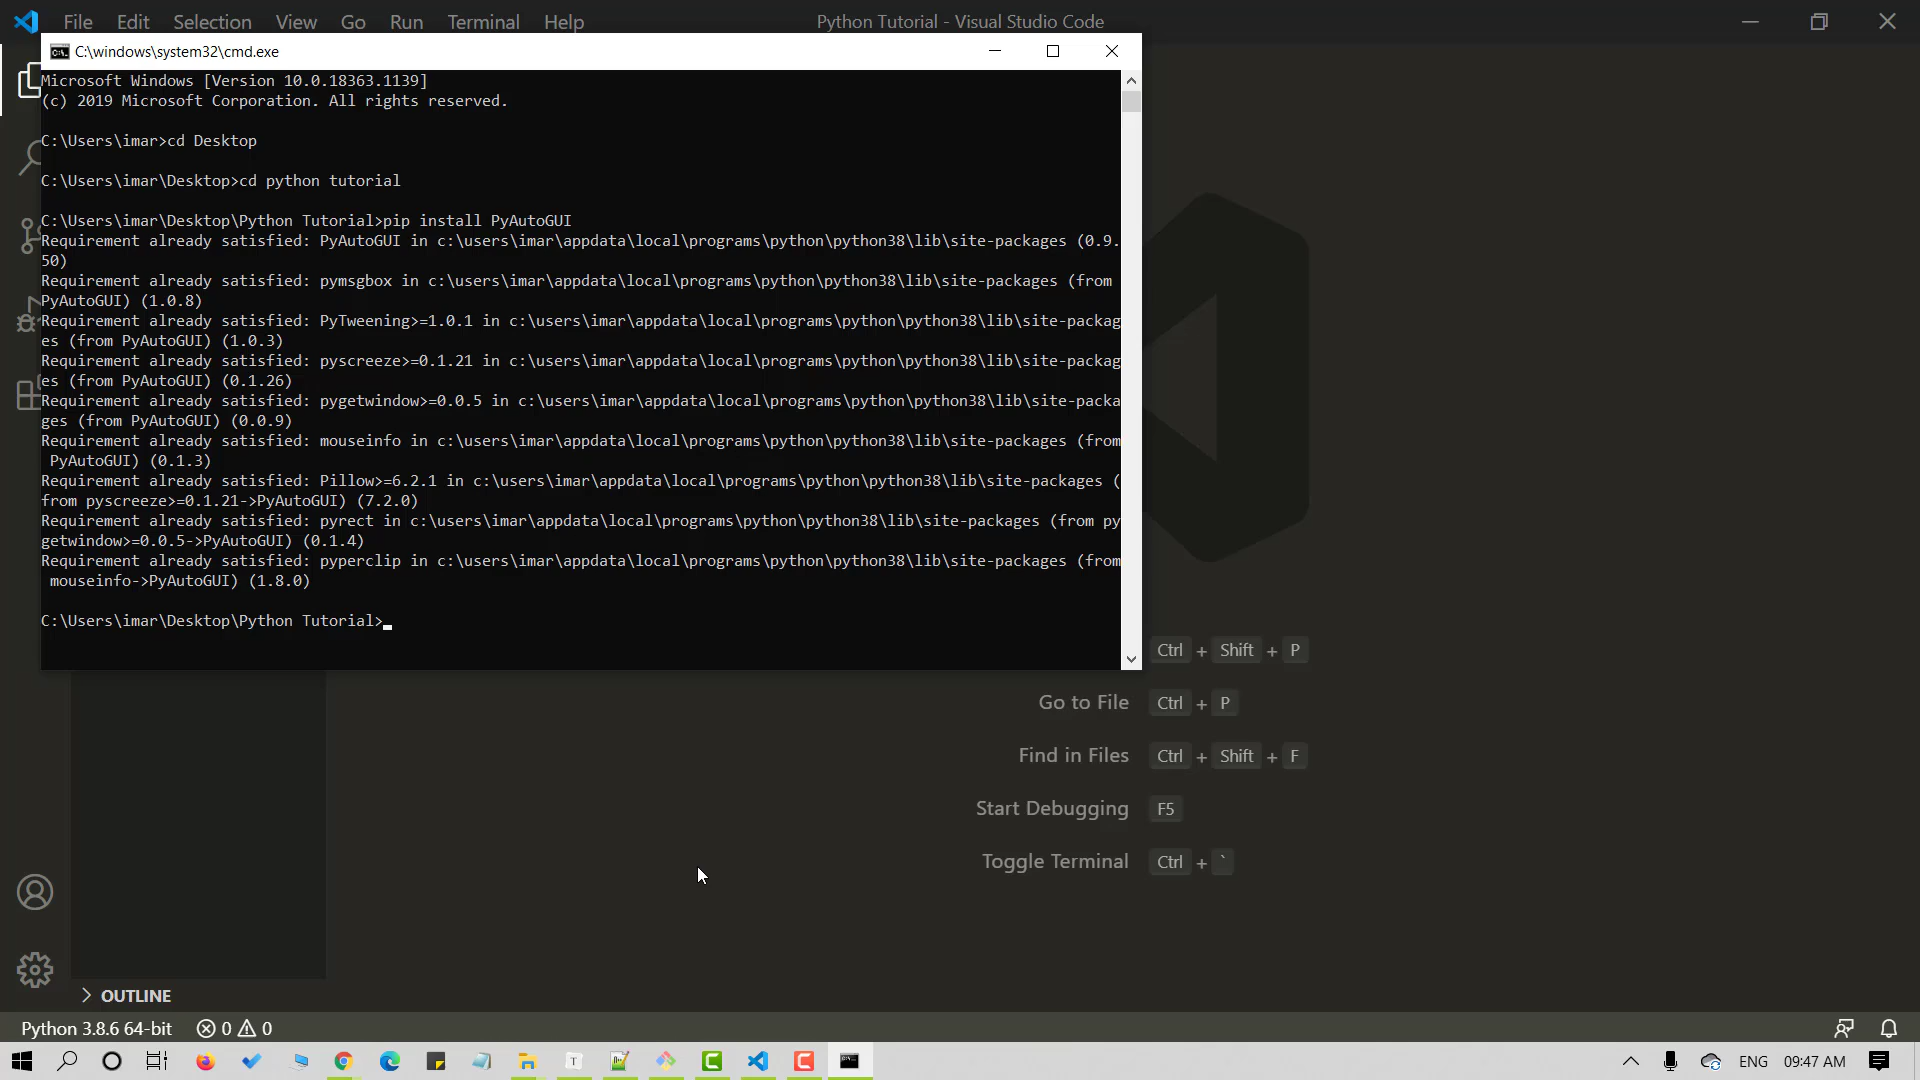 File Edit Selection View Go Run Terminal Help
Python Tutorial - Visual Studio Code
C:\windows\system32\cmd.exe
Microsoft Windows [Version 10.0.18363.1139]
(c) 2019 Microsoft Corporation. All rights reserved.
C:\Users\imar>cd Desktop
C:\Users\imar\Desktop>cd python tutorial
C:\Users\imar\Desktop\Python Tutorial>pip install PyAutoGUI
Requirement already satisfied: PyAutoGUI in c:\users\imar\appdata\local\programs\python\python38\lib\site-packages (0.9.
50)
Requirement already satisfied: pymsgbox in c:\users\imar\appdata\local\programs\python\python38\lib\site-packages (from
PyAutoGUI) (1.0.8)
Requirement already satisfied: PyTweening>=1.0.1 in c:\users\imar\appdata\local\programs\python\python38\lib\site-packag
es (from PyAutoGUI) (1.0.3)
Requirement already satisfied: pyscreeze>=0.1.21 in c:\users\imar\appdata\local\programs\python\python38\lib\site-packag
es (from PyAutoGUI) (0.1.26)
Requirement already satisfied: pygetwindow>=0.0.5 in c:\users\imar\appdata\local\programs\python\python38\lib\site-packa
ges (from PyAutoGUI) (0.0.9)
Requirement already satisfied: mouseinfo in c:\users\imar\appdata\local\programs\python\python38\lib\site-packages (from
PyAutoGUI) (0.1.3)
Requirement already satisfied: Pillow>=6.2.1 in c:\users\imar\appdata\local\programs\python\python38\lib\site-packages (
from pyscreeze>=0.1.21->PyAutoGUI) (7.2.0)
Requirement already satisfied: pyrect in c:\users\imar\appdata\local\programs\python\python38\lib\site-packages (from py
getwindow>=0.0.5->PyAutoGUI) (0.1.4)
Requirement already satisfied: pyperclip in c:\users\imar\appdata\local\programs\python\python38\lib\site-packages (from
mouseinfo->PyAutoGUI) (1.8.0)
C:\Users\imar\Desktop\Python Tutorial>
Ctrl + Shift + P
Go to File Ctrl + P
Find in Files Ctrl + Shift + F
Start Debugging F5
Toggle Terminal Ctrl + `
OUTLINE
Python 3.8.6 64-bit 0 0
ENG 09:47 AM